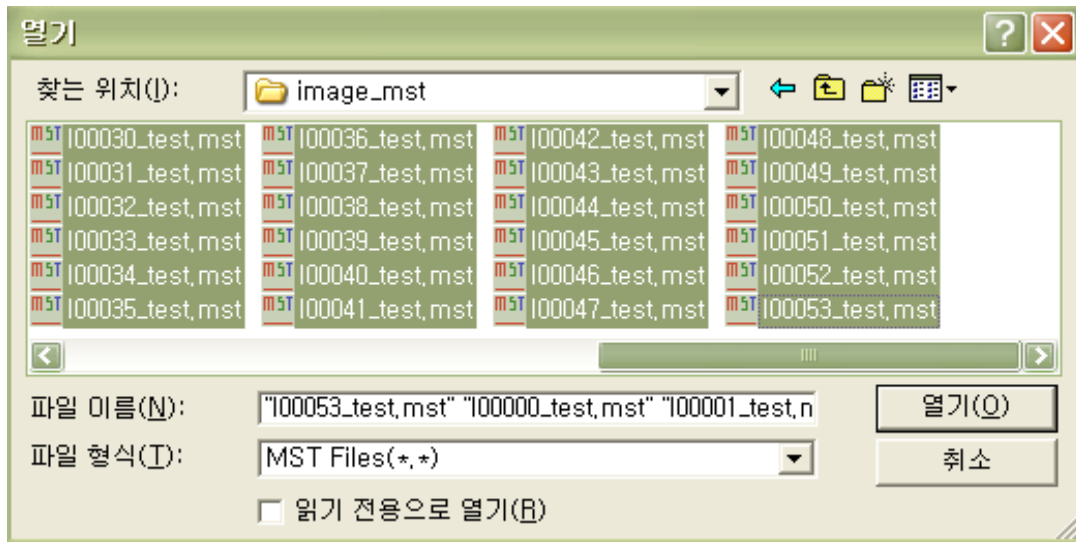 열기
찾는 위치(I): image_mst
I00030_test.mst I00036_test.mst I00042_test.mst I00048_test.mst
I00031_test.mst I00037_test.mst I00043_test.mst I00049_test.mst
I00032_test.mst I00038_test.mst I00044_test.mst I00050_test.mst
I00033_test.mst I00039_test.mst I00045_test.mst I00051_test.mst
I00034_test.mst I00040_test.mst I00046_test.mst I00052_test.mst
I00035_test.mst I00041_test.mst I00047_test.mst I00053_test.mst
파일 이름(N): "I00053_test.mst" "I00000_test.mst" "I00001_test.n 열기(O)
파일 형식(T): MST Files(*.*) 취소
읽기 전용으로 열기(R)